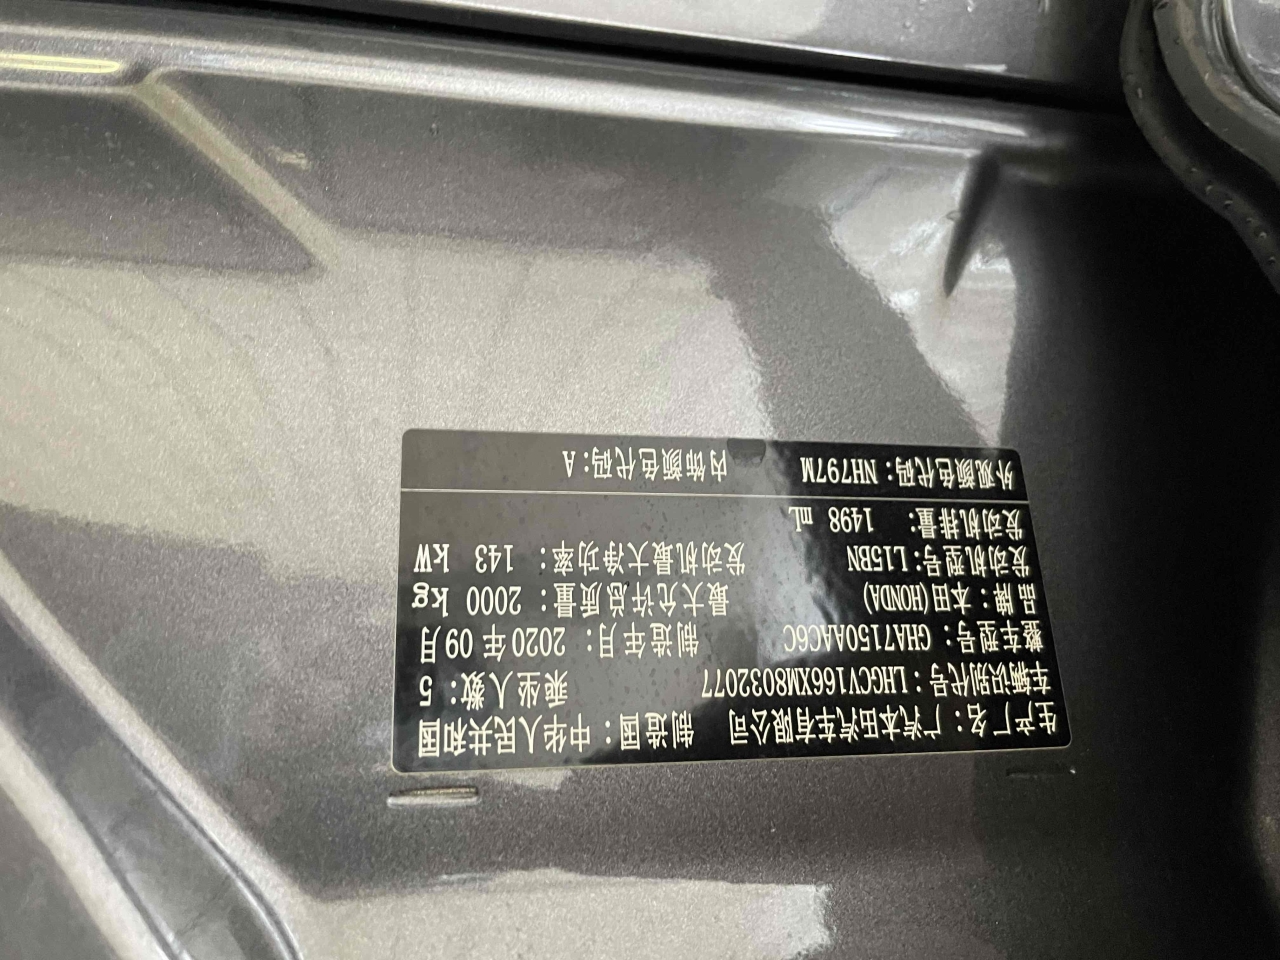 生产厂名：广汽本田汽车有限公司 制造国：中华人民共和国
车辆识别代号：LHGCV166XM8032077 乘坐人数：5
整车型号：GHA7150AAC6C 制造年月：2020年09月
品牌：本田(HONDA) 最大允许总质量：2000 kg
发动机型号：L15BN 发动机最大净功率：143 kW
发动机排量：1498 mL
外观颜色代码：NH797M 内饰颜色代码：A